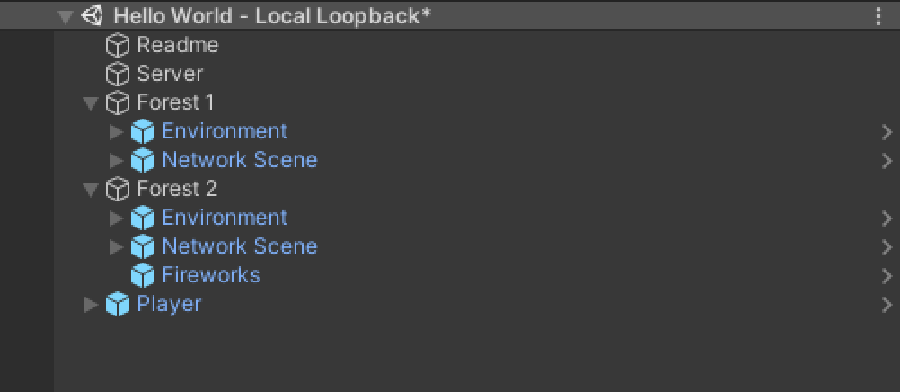 Hello World - Local Loopback*
Readme
Server
Forest 1
Environment
Network Scene
Forest 2
Environment
Network Scene
Fireworks
Player